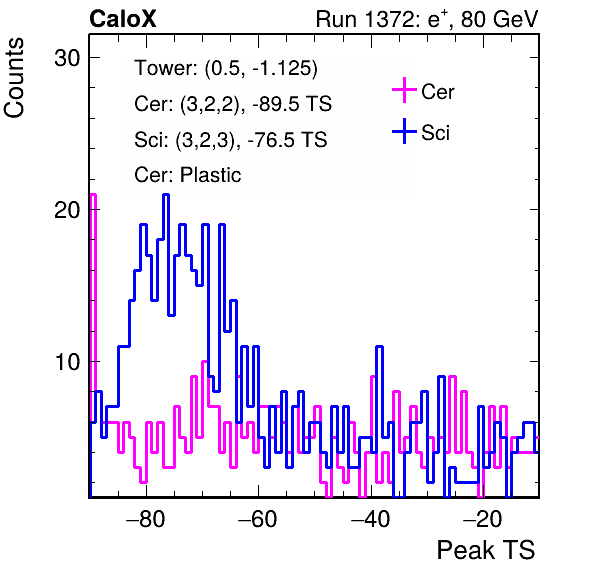 CaloX Run 1372: e⁺, 80 GeV
Counts
30
20
10
Tower: (0.5, -1.125)
Cer: (3,2,2), -89.5 TS
Sci: (3,2,3), -76.5 TS
Cer: Plastic
Cer
Sci
−80 −60 −40 −20
Peak TS